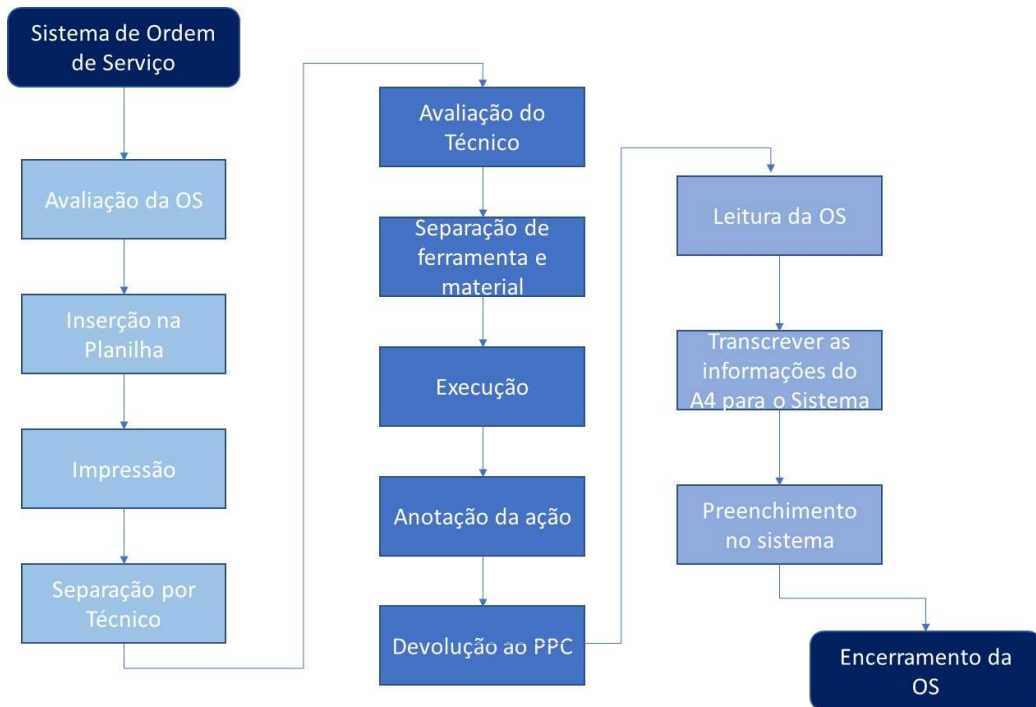 Sistema de Ordem
de Serviço
Avaliação da OS
Inserção na
Planilha
Impressão
Separação por
Técnico
Avaliação do
Técnico
Separação de
ferramenta e
material
Execução
Anotação da ação
Devolução ao PPC
Leitura da OS
Transcrever as
informações do
A4 para o Sistema
Preenchimento
no sistema
Encerramento da
OS